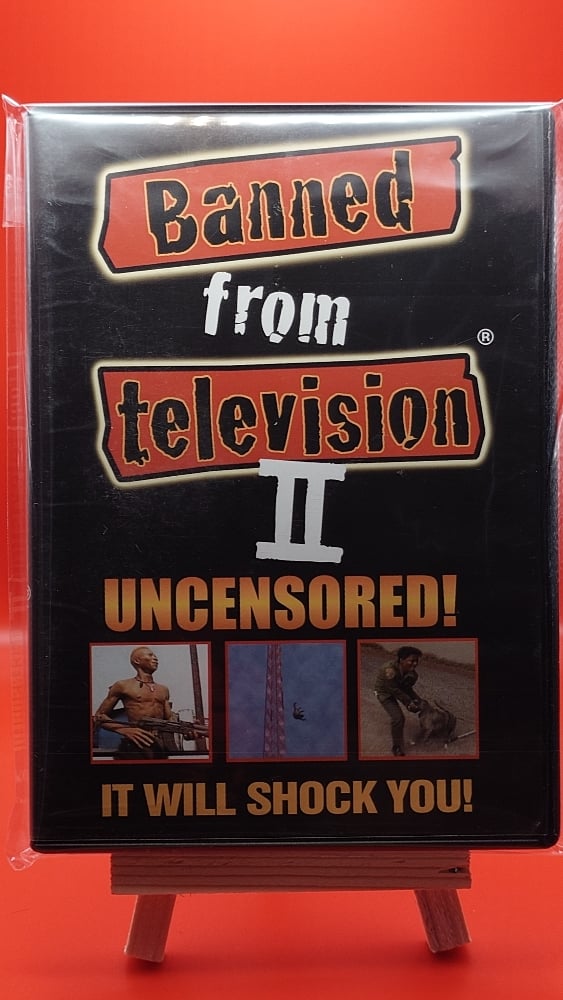 Banned
from
®
television
II
UNCENSORED!
IT WILL SHOCK YOU!